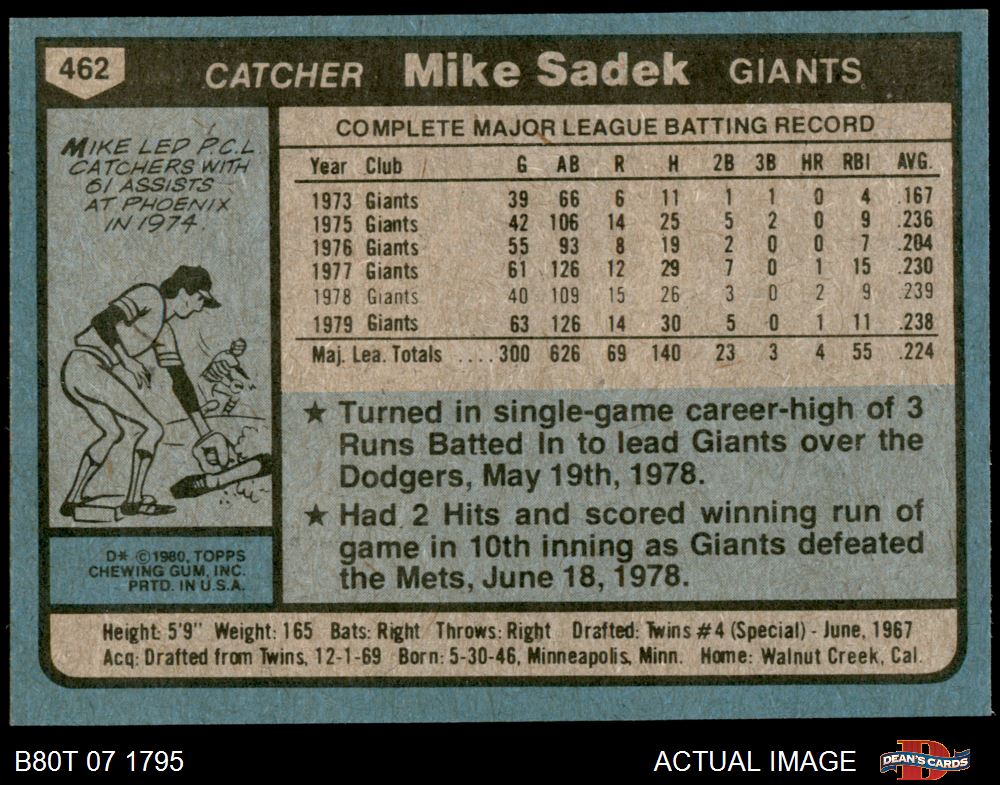 462 CATCHER Mike Sadek GIANTS
MIKE LED P.C.L.
CATCHERS WITH
61 ASSISTS
AT PHOENIX
IN 1974.
COMPLETE MAJOR LEAGUE BATTING RECORD
Year Club G AB R H 2B 3B HR RBI AVG.
1973 Giants 39 66 6 11 1 1 0 4 .167
1975 Giants 42 106 14 25 5 2 0 9 .236
1976 Giants 55 93 8 19 2 0 0 7 .204
1977 Giants 61 126 12 29 7 0 1 15 .230
1978 Giants 40 109 15 26 3 0 2 9 .239
1979 Giants 63 126 14 30 5 0 1 11 .238
Maj. Lea. Totals .... 300 626 69 140 23 3 4 55 .224
★ Turned in single-game career-high of 3
Runs Batted In to lead Giants over the
Dodgers, May 19th, 1978.
★ Had 2 Hits and scored winning run of
game in 10th inning as Giants defeated
the Mets, June 18, 1978.
D* © 1980, TOPPS
CHEWING GUM, INC.
PRTD. IN U.S.A.
Height: 5'9" Weight: 165 Bats: Right Throws: Right Drafted: Twins #4 (Special) - June, 1967
Acq: Drafted from Twins, 12-1-69 Born: 5-30-46, Minneapolis, Minn. Home: Walnut Creek, Cal.
B80T 07 1795 ACTUAL IMAGE D DEAN'S CARDS